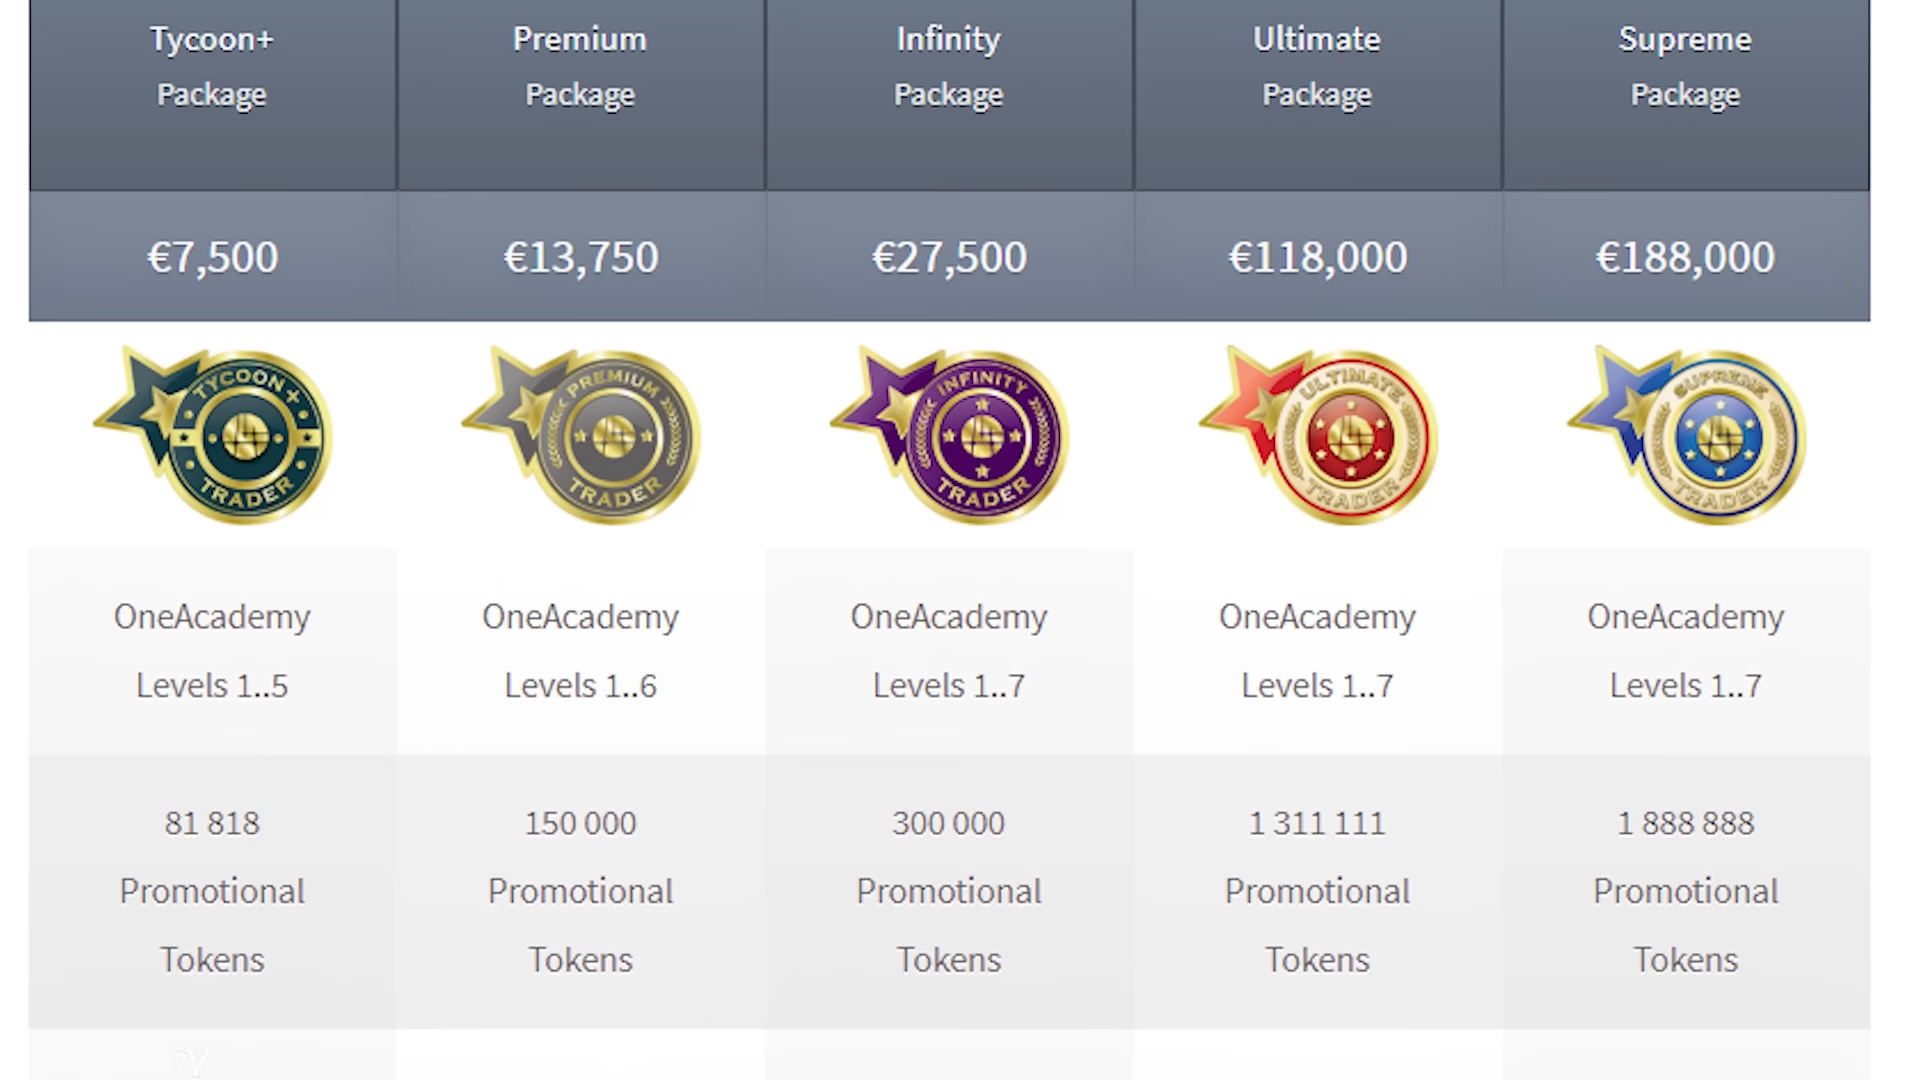 Tycoon+ Package
Premium Package
Infinity Package
Ultimate Package
Supreme Package
€7,500
€13,750
€27,500
€118,000
€188,000
TYCOON + TRADER
PREMIUM TRADER
INFINITY TRADER
ULTIMATE TRADER
SUPREME TRADER
OneAcademy
Levels 1..5
OneAcademy
Levels 1..6
OneAcademy
Levels 1..7
OneAcademy
Levels 1..7
OneAcademy
Levels 1..7
81 818
Promotional
Tokens
150 000
Promotional
Tokens
300 000
Promotional
Tokens
1 311 111
Promotional
Tokens
1 888 888
Promotional
Tokens